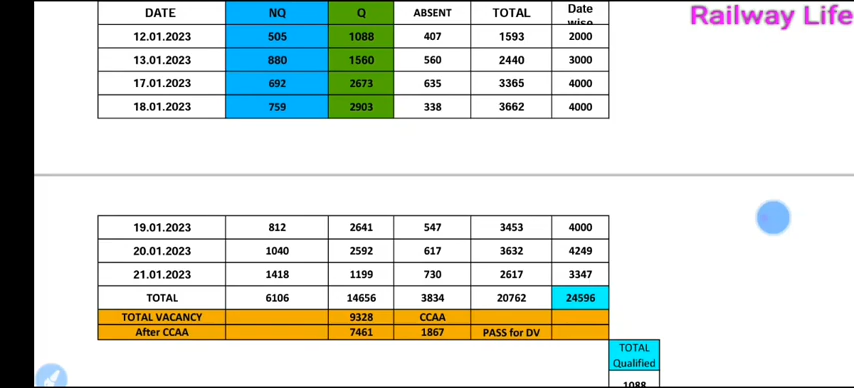 DATE NQ Q ABSENT TOTAL Date wise
Railway Life
12.01.2023 505 1088 407 1593 2000
13.01.2023 880 1560 560 2440 3000
17.01.2023 692 2673 635 3365 4000
18.01.2023 759 2903 338 3662 4000
19.01.2023 812 2641 547 3453 4000
20.01.2023 1040 2592 617 3632 4249
21.01.2023 1418 1199 730 2617 3347
TOTAL 6106 14656 3834 20762 24596
TOTAL VACANCY 9328 CCAA
After CCAA 7461 1867 PASS for DV
TOTAL
Qualified
1088